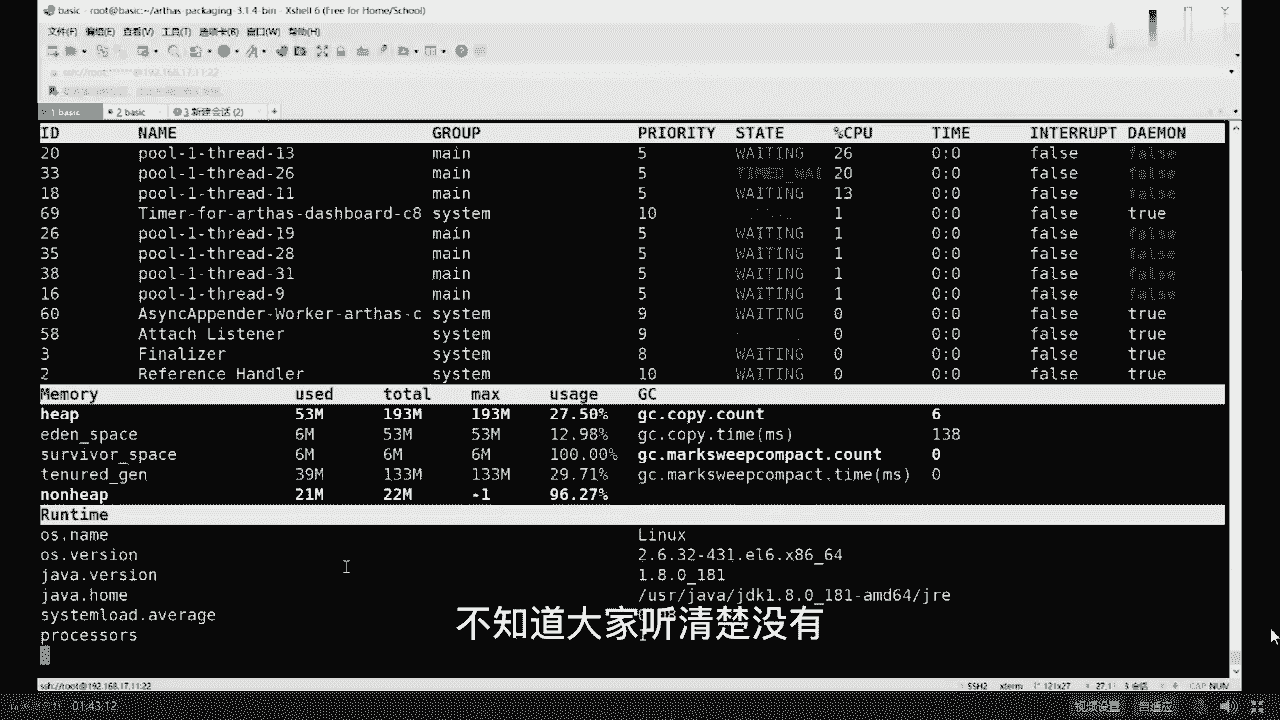 basic - root@basic:~/arthas-packaging-3.1.4-bin - Xshell 6 (Free for Home/School)
文件(F) 编辑(E) 查看(V) 工具(T) 选项卡(B) 窗口(W) 帮助(H)
ssh://root:******@192.168.17.11:22
1 basic 2 basic 3 新建会话 (2) +
ID NAME GROUP PRIORITY STATE %CPU TIME INTERRUPT DAEMON
20 pool-1-thread-13 main 5 WAITING 26 0:0 false false
33 pool-1-thread-26 main 5 TIMED_WAI 20 0:0 false false
18 pool-1-thread-11 main 5 WAITING 13 0:0 false false
69 Timer-for-arthas-dashboard-c8 system 10 1 0:0 false true
26 pool-1-thread-19 main 5 WAITING 1 0:0 false false
35 pool-1-thread-28 main 5 WAITING 1 0:0 false false
38 pool-1-thread-31 main 5 WAITING 1 0:0 false false
16 pool-1-thread-9 main 5 WAITING 1 0:0 false false
60 AsyncAppender-Worker-arthas-c system 9 WAITING 0 0:0 false true
58 Attach Listener system 9 0 0:0 false true
3 Finalizer system 8 WAITING 0 0:0 false true
2 Reference Handler system 10 WAITING 0 0:0 false true
Memory used total max usage GC
heap 53M 193M 193M 27.50% gc.copy.count 6
eden_space 6M 53M 53M 12.98% gc.copy.time(ms) 138
survivor_space 6M 6M 6M 100.00% gc.marksweepcompact.count 0
tenured_gen 39M 133M 133M 29.71% gc.marksweepcompact.time(ms) 0
nonheap 21M 22M -1 96.27%
Runtime
os.name Linux
os.version 2.6.32-431.el6.x86_64
java.version 1.8.0_181
java.home /usr/java/jdk1.8.0_181-amd64/jre
systemload.average
processors
不知道大家听清楚没有
ssh://root@192.168.17.11:22 SSH2 xterm 121x27 27,1 3 会话 CAP NUM
01:43:12 视频设置 自适应